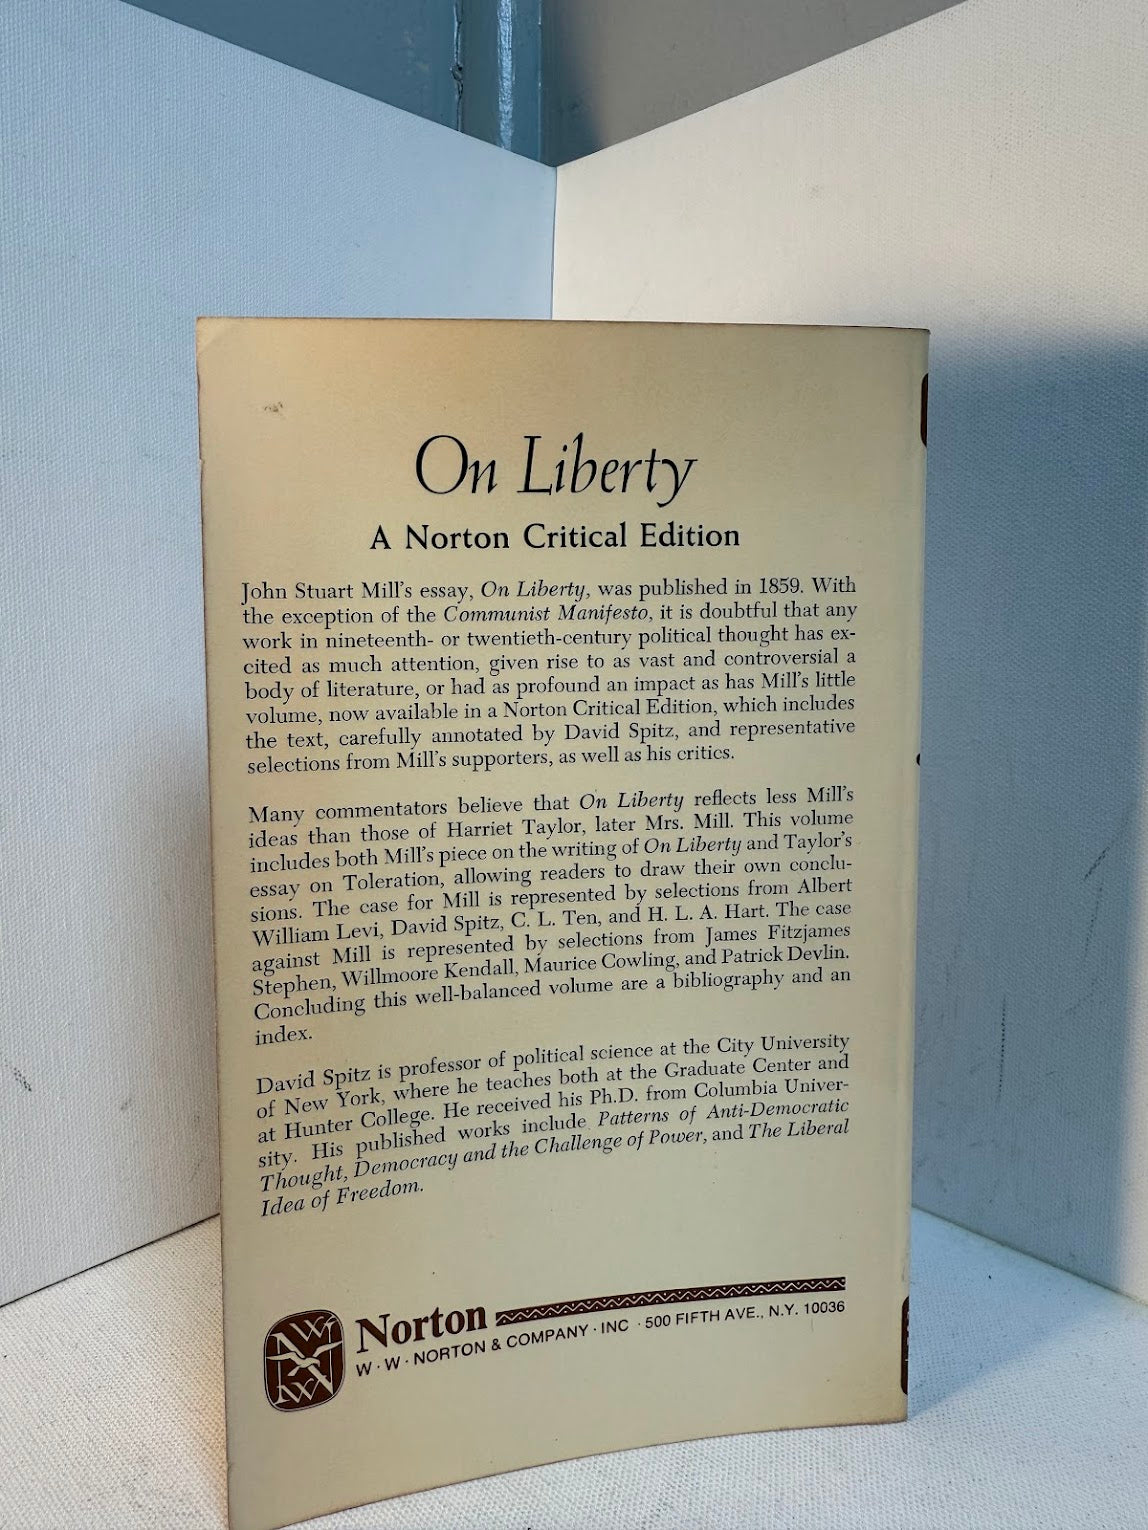 On Liberty
A Norton Critical Edition
John Stuart Mill's essay, On Liberty, was published in 1859. With
the exception of the Communist Manifesto, it is doubtful that any
work in nineteenth- or twentieth-century political thought has ex-
cited as much attention, given rise to as vast and controversial a
body of literature, or had as profound an impact as has Mill's little
volume, now available in a Norton Critical Edition, which includes
the text, carefully annotated by David Spitz, and representative
selections from Mill's supporters, as well as his critics.
Many commentators believe that On Liberty reflects less Mill's
ideas than those of Harriet Taylor, later Mrs. Mill. This volume
includes both Mill's piece on the writing of On Liberty and Taylor's
essay on Toleration, allowing readers to draw their own conclu-
sions. The case for Mill is represented by selections from Albert
William Levi, David Spitz, C. L. Ten, and H. L. A. Hart. The case
against Mill is represented by selections from James Fitzjames
Stephen, Willmoore Kendall, Maurice Cowling, and Patrick Devlin.
Concluding this well-balanced volume are a bibliography and an
index.
David Spitz is professor of political science at the City University
of New York, where he teaches both at the Graduate Center and
at Hunter College. He received his Ph.D. from Columbia Univer-
sity. His published works include Patterns of Anti-Democratic
Thought, Democracy and the Challenge of Power, and The Liberal
Idea of Freedom.
Norton
W · W · NORTON & COMPANY · INC · 500 FIFTH AVE., N.Y. 10036